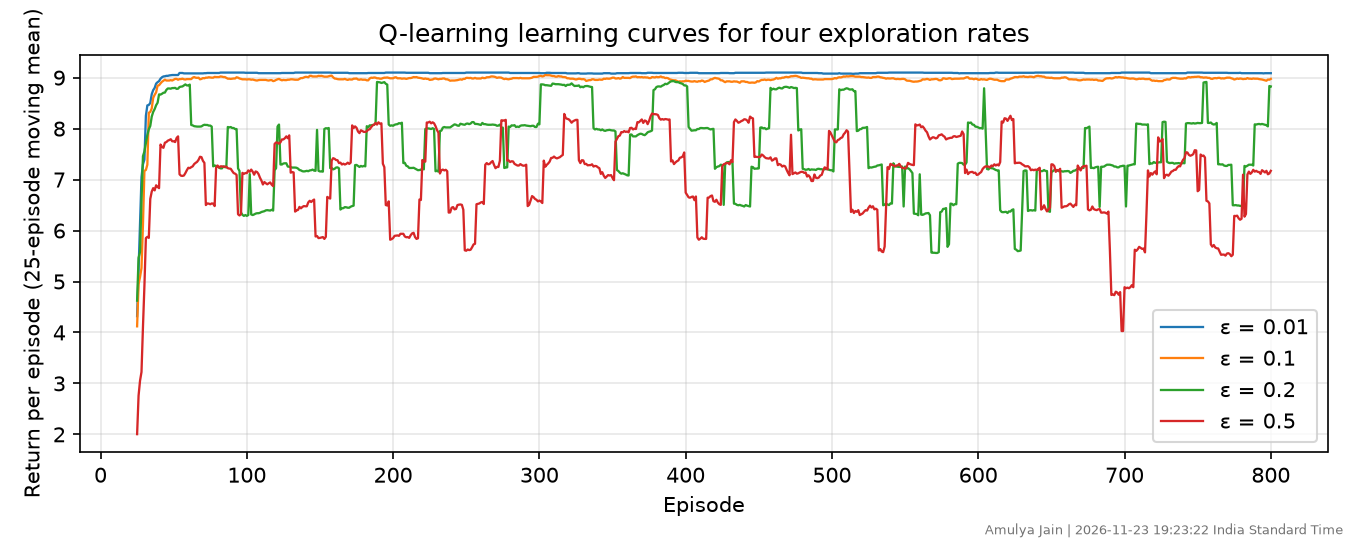 Q-learning learning curves for four exploration rates
Return per episode (25-episode moving mean)
9
8
7
6
5
4
3
2
ε = 0.01
ε = 0.1
ε = 0.2
ε = 0.5
0 100 200 300 400 500 600 700 800
Episode
Amulya Jain | 2026-11-23 19:23:22 India Standard Time